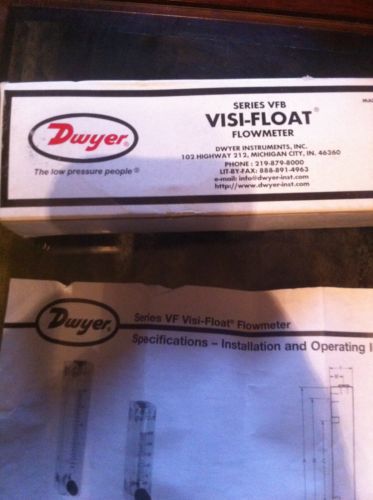 SERIES VFB
VISI-FLOAT®
FLOWMETER
Dwyer®
The low pressure people®
DWYER INSTRUMENTS, INC.
102 HIGHWAY 212, MICHIGAN CITY, IN. 46360
PHONE: 219-879-8000
LIT-BY-FAX: 888-891-4963
e-mail: info@dwyer-inst.com
http://www.dwyer-inst.com
Dwyer®
Series VF Visi-Float® Flowmeter
Specifications – Installation and Operating